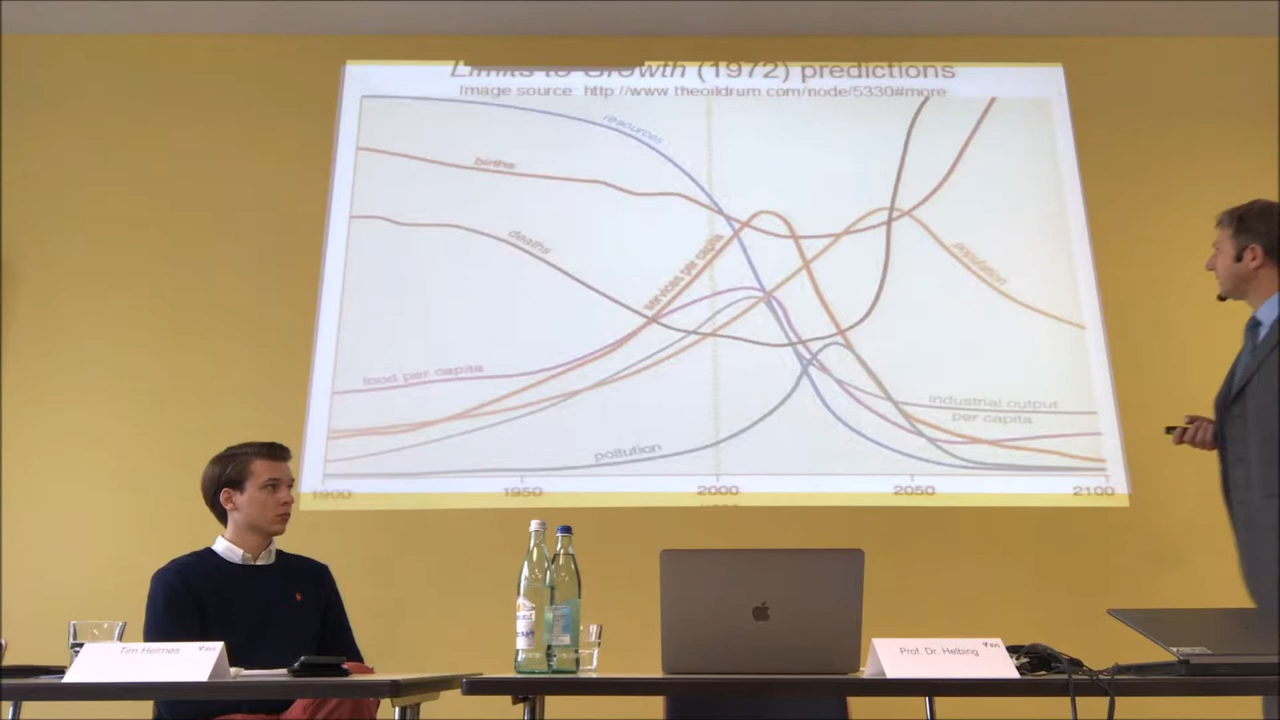 Limits to Growth (1972) predictions
Image source: http://www.theoildrum.com/node/5330#more
resources
births
deaths
services per capita
population
food per capita
industrial output
per capita
pollution
1900
1950
2000
2050
2100
Tim Helmes
Prof. Dr. Helbing